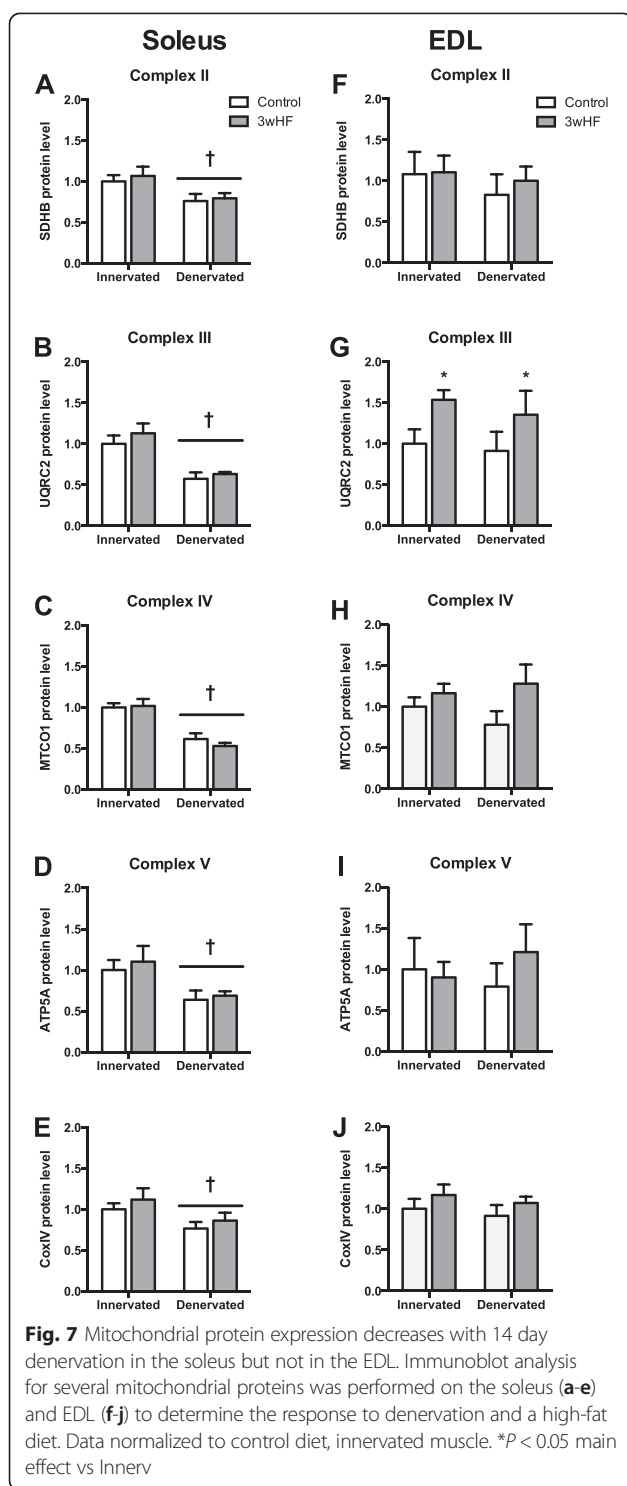 Soleus
EDL
A
Complex II
Control
3wHF
SDHB protein level
2.0
1.5
1.0
0.5
0.0
†
Innervated
Denervated
F
Complex II
Control
3wHF
SDHB protein level
2.0
1.5
1.0
0.5
0.0
Innervated
Denervated
B
Complex III
UQRC2 protein level
2.0
1.5
1.0
0.5
0.0
†
Innervated
Denervated
G
Complex III
UQRC2 protein level
2.0
1.5
1.0
0.5
0.0
*
*
Innervated
Denervated
C
Complex IV
MTCO1 protein level
2.0
1.5
1.0
0.5
0.0
†
Innervated
Denervated
H
Complex IV
MTCO1 protein level
2.0
1.5
1.0
0.5
0.0
Innervated
Denervated
D
Complex V
ATP5A protein level
2.0
1.5
1.0
0.5
0.0
†
Innervated
Denervated
I
Complex V
ATP5A protein level
2.0
1.5
1.0
0.5
0.0
Innervated
Denervated
E
CoxIV protein level
2.0
1.5
1.0
0.5
0.0
†
Innervated
Denervated
J
CoxIV protein level
2.0
1.5
1.0
0.5
0.0
Innervated
Denervated
Fig. 7 Mitochondrial protein expression decreases with 14 day
denervation in the soleus but not in the EDL. Immunoblot analysis
for several mitochondrial proteins was performed on the soleus (a-e)
and EDL (f-j) to determine the response to denervation and a high-fat
diet. Data normalized to control diet, innervated muscle. *P < 0.05 main
effect vs Innerv